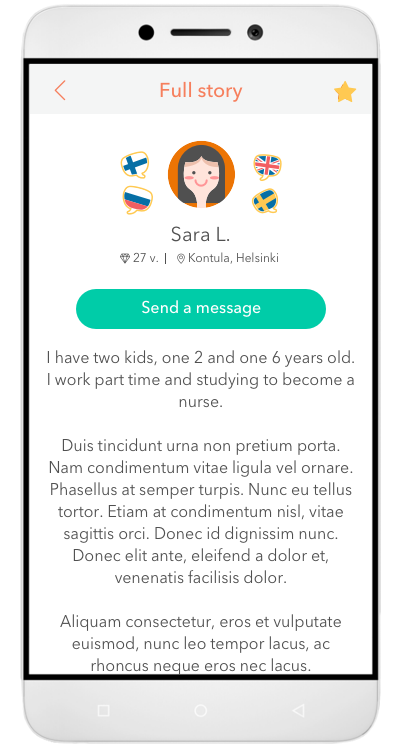 Full story
Sara L.
27 v. | Kontula, Helsinki
Send a message
I have two kids, one 2 and one 6 years old.
I work part time and studying to become a
nurse.
Duis tincidunt urna non pretium porta.
Nam condimentum vitae ligula vel ornare.
Phasellus at semper turpis. Nunc eu tellus
tortor. Etiam at condimentum nisl, vitae
sagittis orci. Donec id dignissim nunc.
Donec elit ante, eleifend a dolor et,
venenatis facilisis dolor.
Aliquam consectetur, eros et vulputate
euismod, nunc leo tempor lacus, ac
rhoncus neque eros nec lacus.